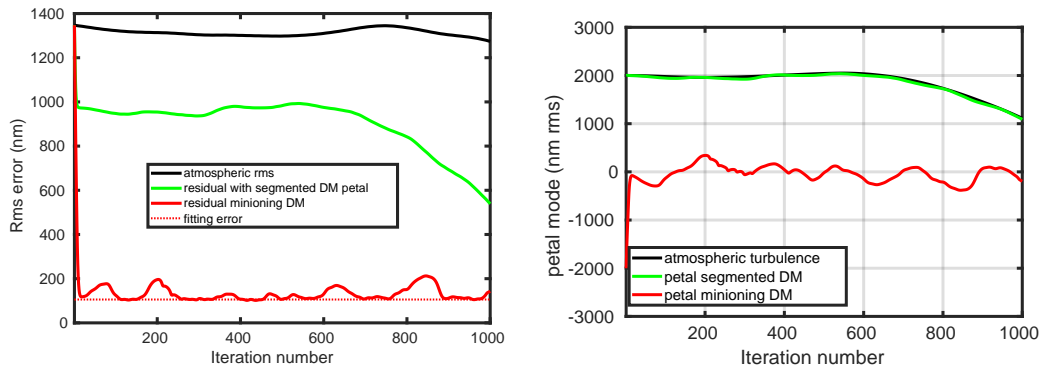 1400
1200
1000
800
600
400
200
0
Rms error (nm)
atmospheric rms
residual with segmented DM petal
residual minioning DM
fitting error
200
400
600
800
1000
Iteration number
3000
2000
1000
0
-1000
-2000
-3000
petal mode (nm rms)
atmospheric turbulence
petal segmented DM
petal minioning DM
200
400
600
800
1000
Iteration number